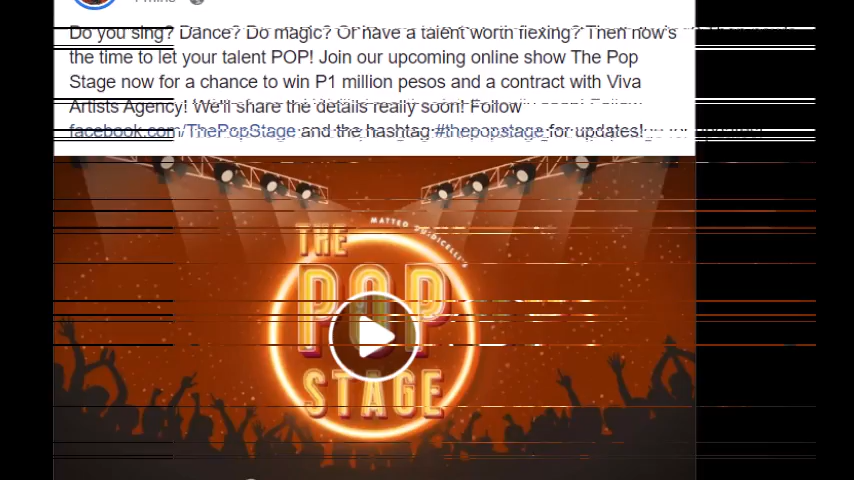 Do you sing? Dance? Do magic? Or have a talent worth flexing? Then now's
the time to let your talent POP! Join our upcoming online show The Pop
Stage now for a chance to win P1 million pesos and a contract with Viva
Artists Agency! We'll share the details really soon! Follow
facebook.com/ThePopStage and the hashtag #thepopstage for updates!
MATTEO GUIDICELLI'S
THE
POP
STAGE